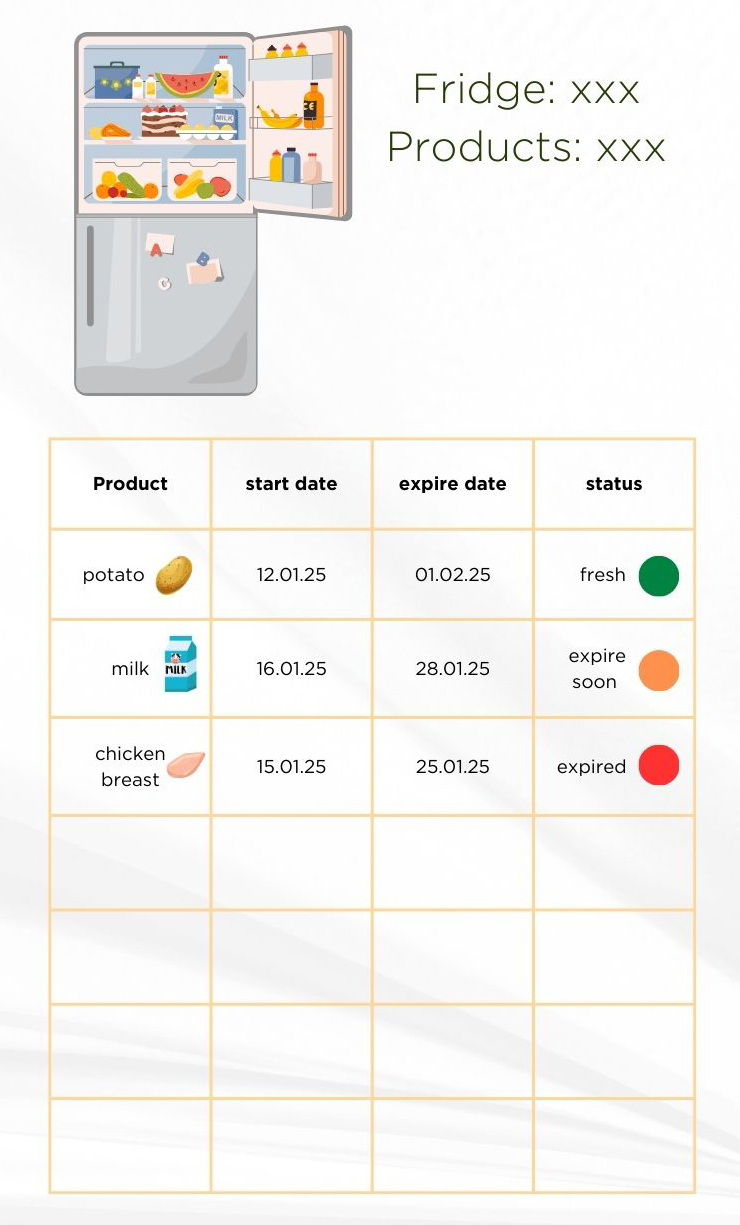 Fridge: xxx
Products: xxx
MILK
A
B
C
Product start date expire date status
potato 12.01.25 01.02.25 fresh
milk MILK 16.01.25 28.01.25 expire
soon
chicken
breast 15.01.25 25.01.25 expired